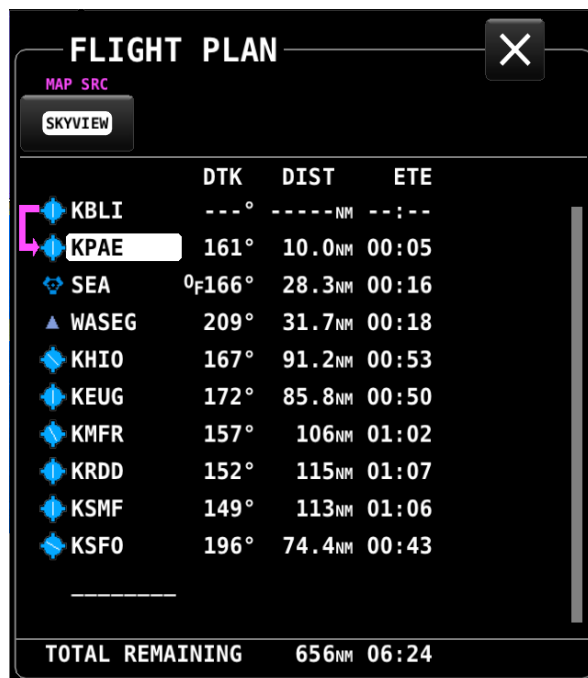 FLIGHT PLAN
MAP SRC
SKYVIEW
DTK DIST ETE
KBLI ---° -----NM --:--
KPAE 161° 10.0NM 00:05
SEA 0F166° 28.3NM 00:16
WASEG 209° 31.7NM 00:18
KHIO 167° 91.2NM 00:53
KEUG 172° 85.8NM 00:50
KMFR 157° 106NM 01:02
KRDD 152° 115NM 01:07
KSMF 149° 113NM 01:06
KSFO 196° 74.4NM 00:43
________
TOTAL REMAINING 656NM 06:24